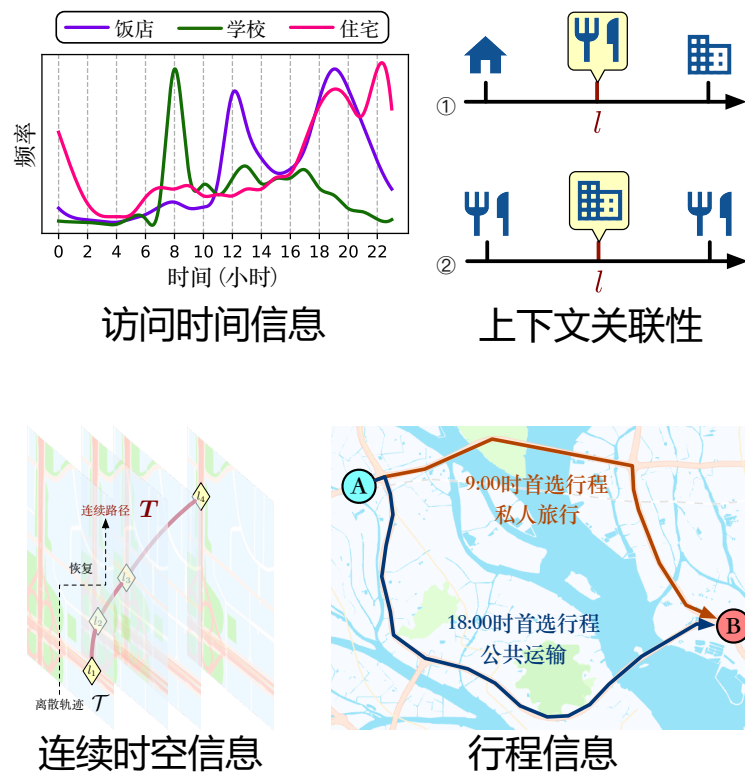 饭店 学校 住宅
频率
0 2 4 6 8 10 12 14 16 18 20 22
时间 (小时)
访问时间信息
①
l
②
l
上下文关联性
连续路径 T
恢复
l4
l3
l2
l1
离散轨迹 𝒯
连续时空信息
A
9:00时首选行程
私人旅行
B
18:00时首选行程
公共运输
行程信息